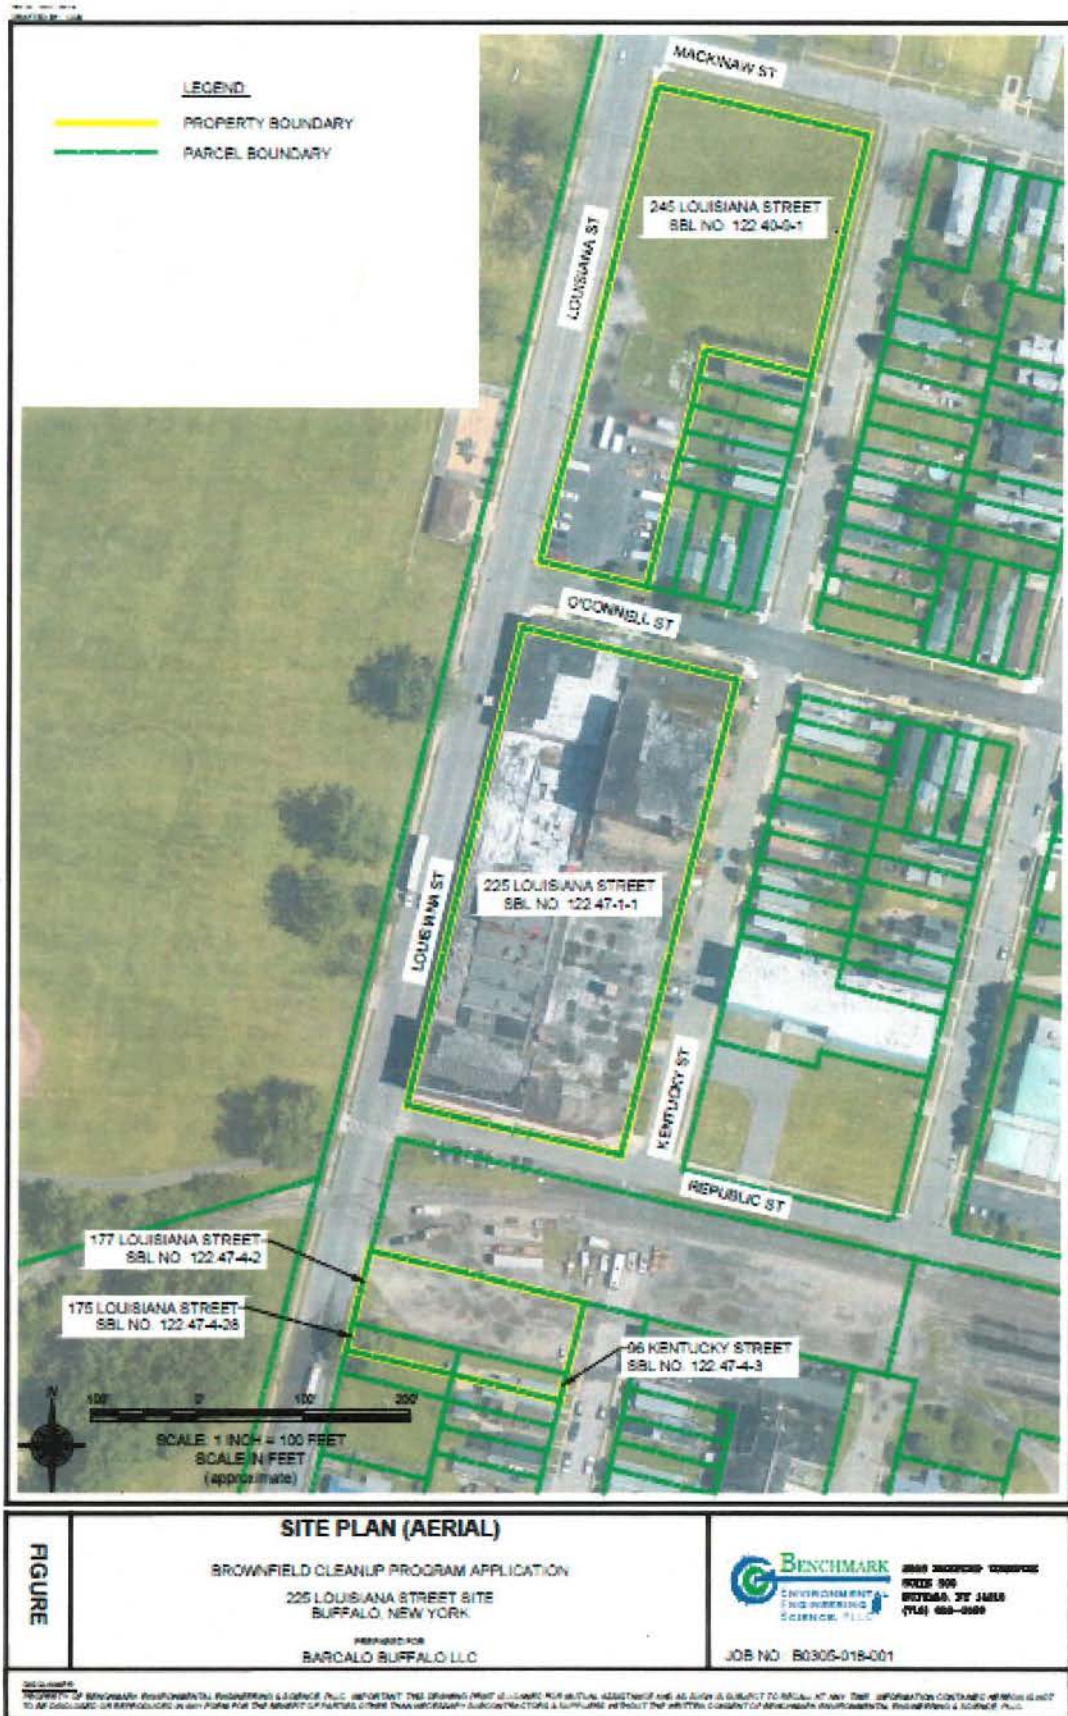 LEGEND:
PROPERTY BOUNDARY
PARCEL BOUNDARY
MACKINAW ST
245 LOUISIANA STREET
SBL NO. 122.40-9-1
LOUISIANA ST
O'CONNELL ST
225 LOUISIANA STREET
SBL NO. 122.47-1-1
LOUISIANA ST
KENTUCKY ST
REPUBLIC ST
177 LOUISIANA STREET
SBL NO. 122.47-4-2
175 LOUISIANA STREET
SBL NO. 122.47-4-28
96 KENTUCKY STREET
SBL NO. 122.47-4-3
N
100' 0' 100' 200'
SCALE: 1 INCH = 100 FEET
SCALE IN FEET
(approximate)
FIGURE
SITE PLAN (AERIAL)
BROWNFIELD CLEANUP PROGRAM APPLICATION
225 LOUISIANA STREET SITE
BUFFALO, NEW YORK
PREPARED FOR
BARCALO BUFFALO LLC
BENCHMARK
ENVIRONMENTAL
ENGINEERING &
SCIENCE, PLLC
JOB NO. B0305-018-001